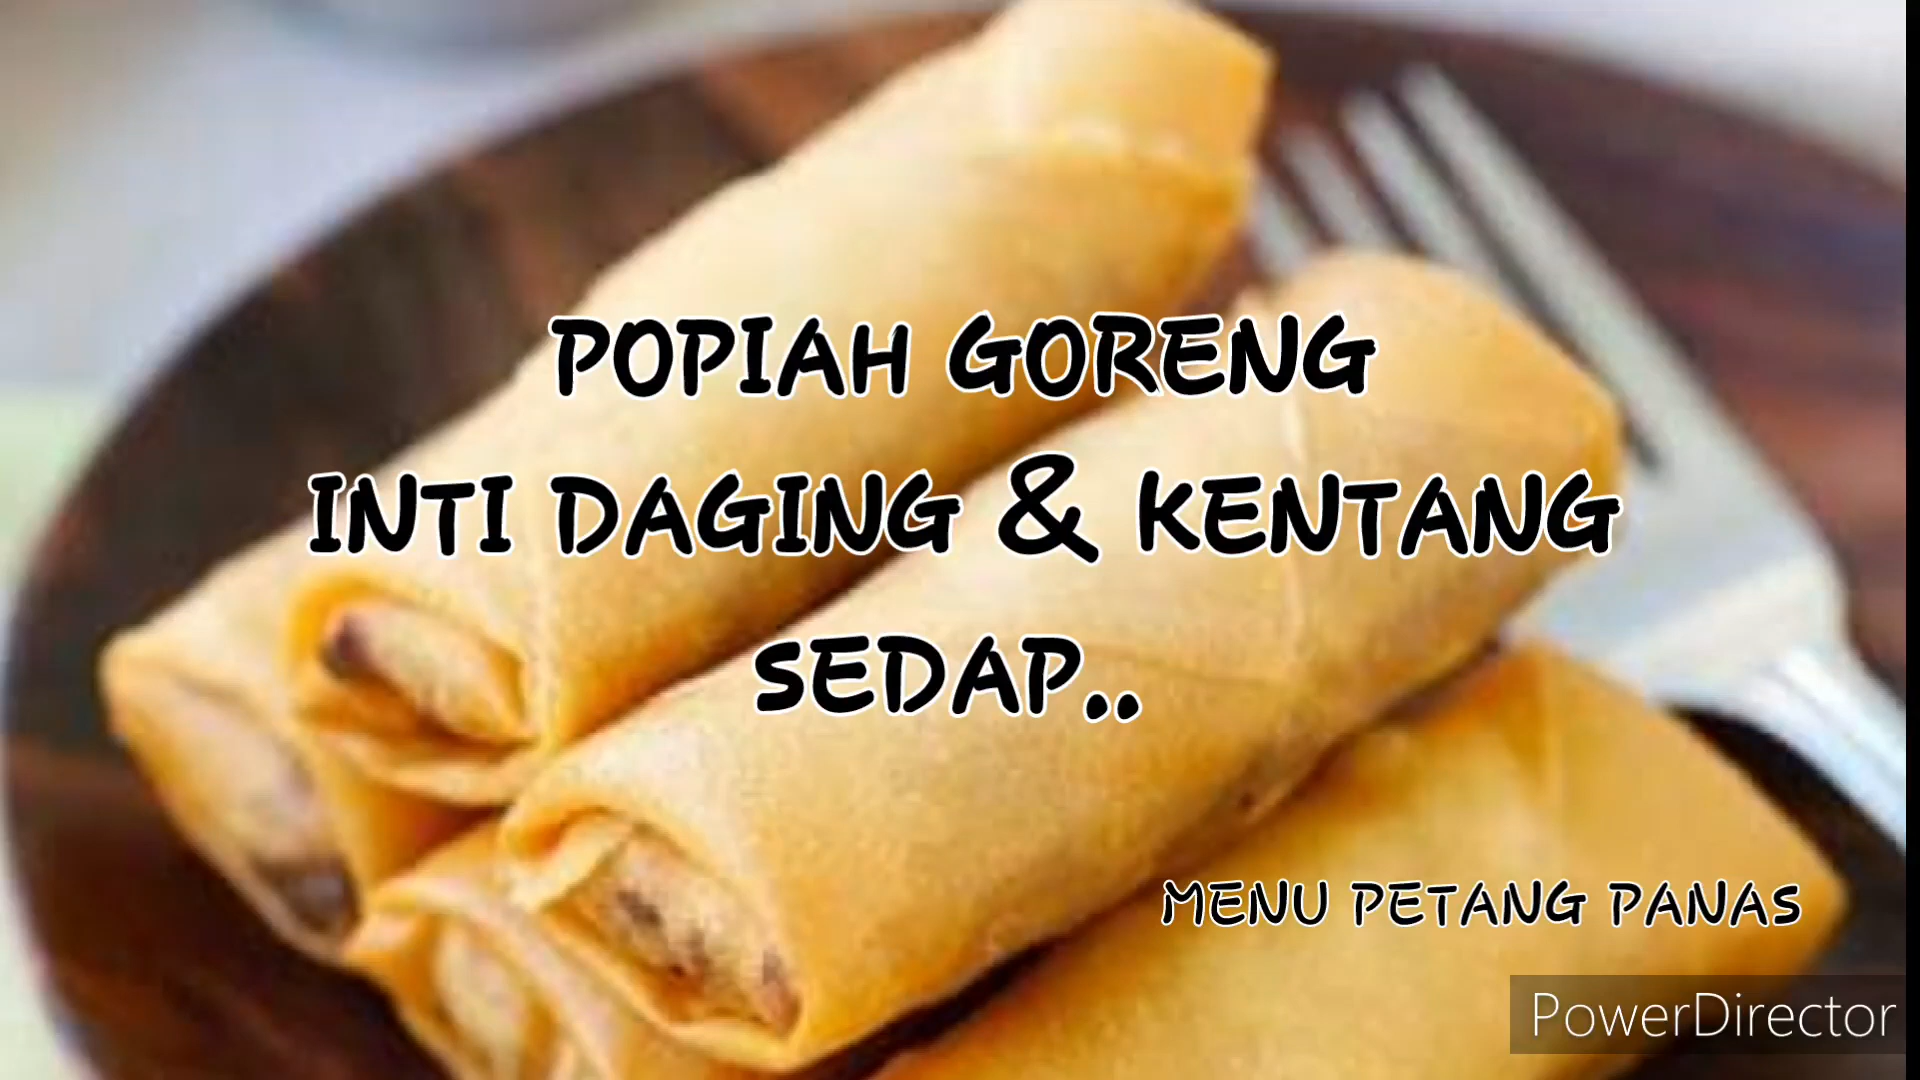 POPIAH GORENG
INTI DAGING & KENTANG
SEDAP..
MENU PETANG PANAS
PowerDirector